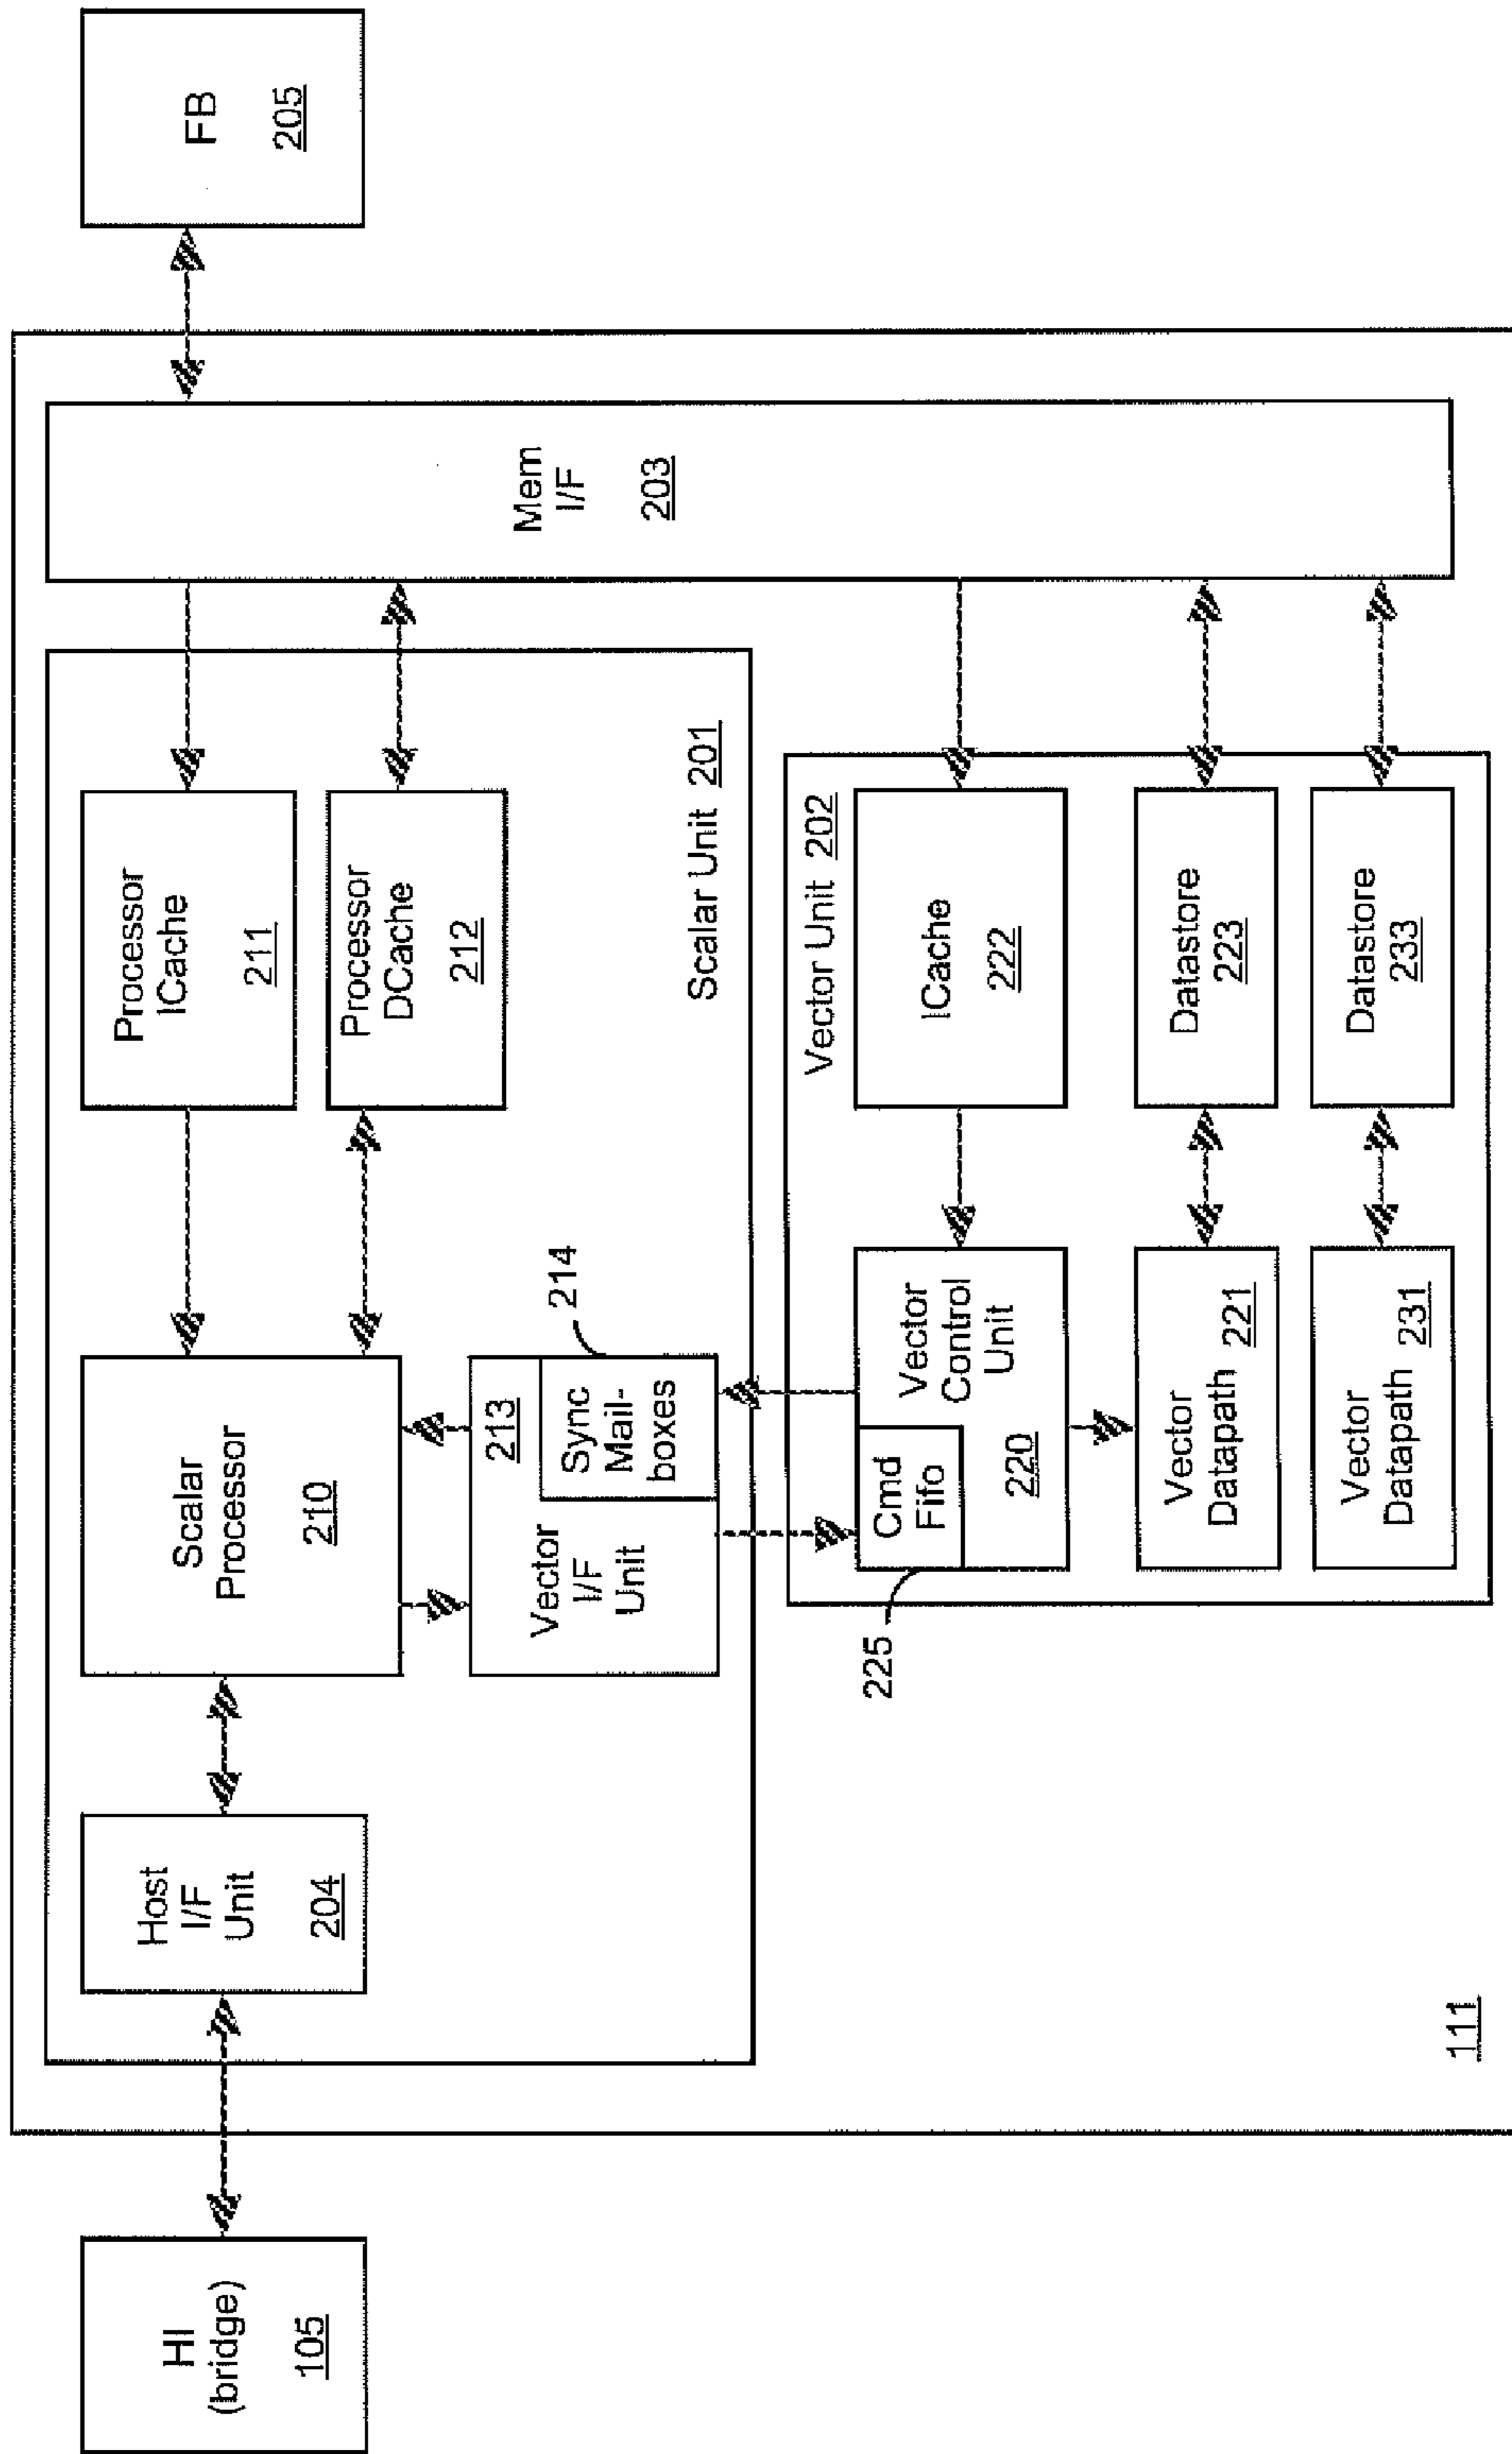 HI
(bridge)
105
Host
I/F
Unit
204
Scalar
Processor
210
Processor
ICache
211
Processor
DCache
212
Vector
I/F
Unit
213
Sync
Mail-
boxes
214
Scalar Unit 201
Mem
I/F
203
FB
205
Vector Unit 202
225
Cmd
Fifo
220
Vector
Control
Unit
ICache
222
Vector
Datapath 221
Datastore
223
Vector
Datapath 231
Datastore
233
111